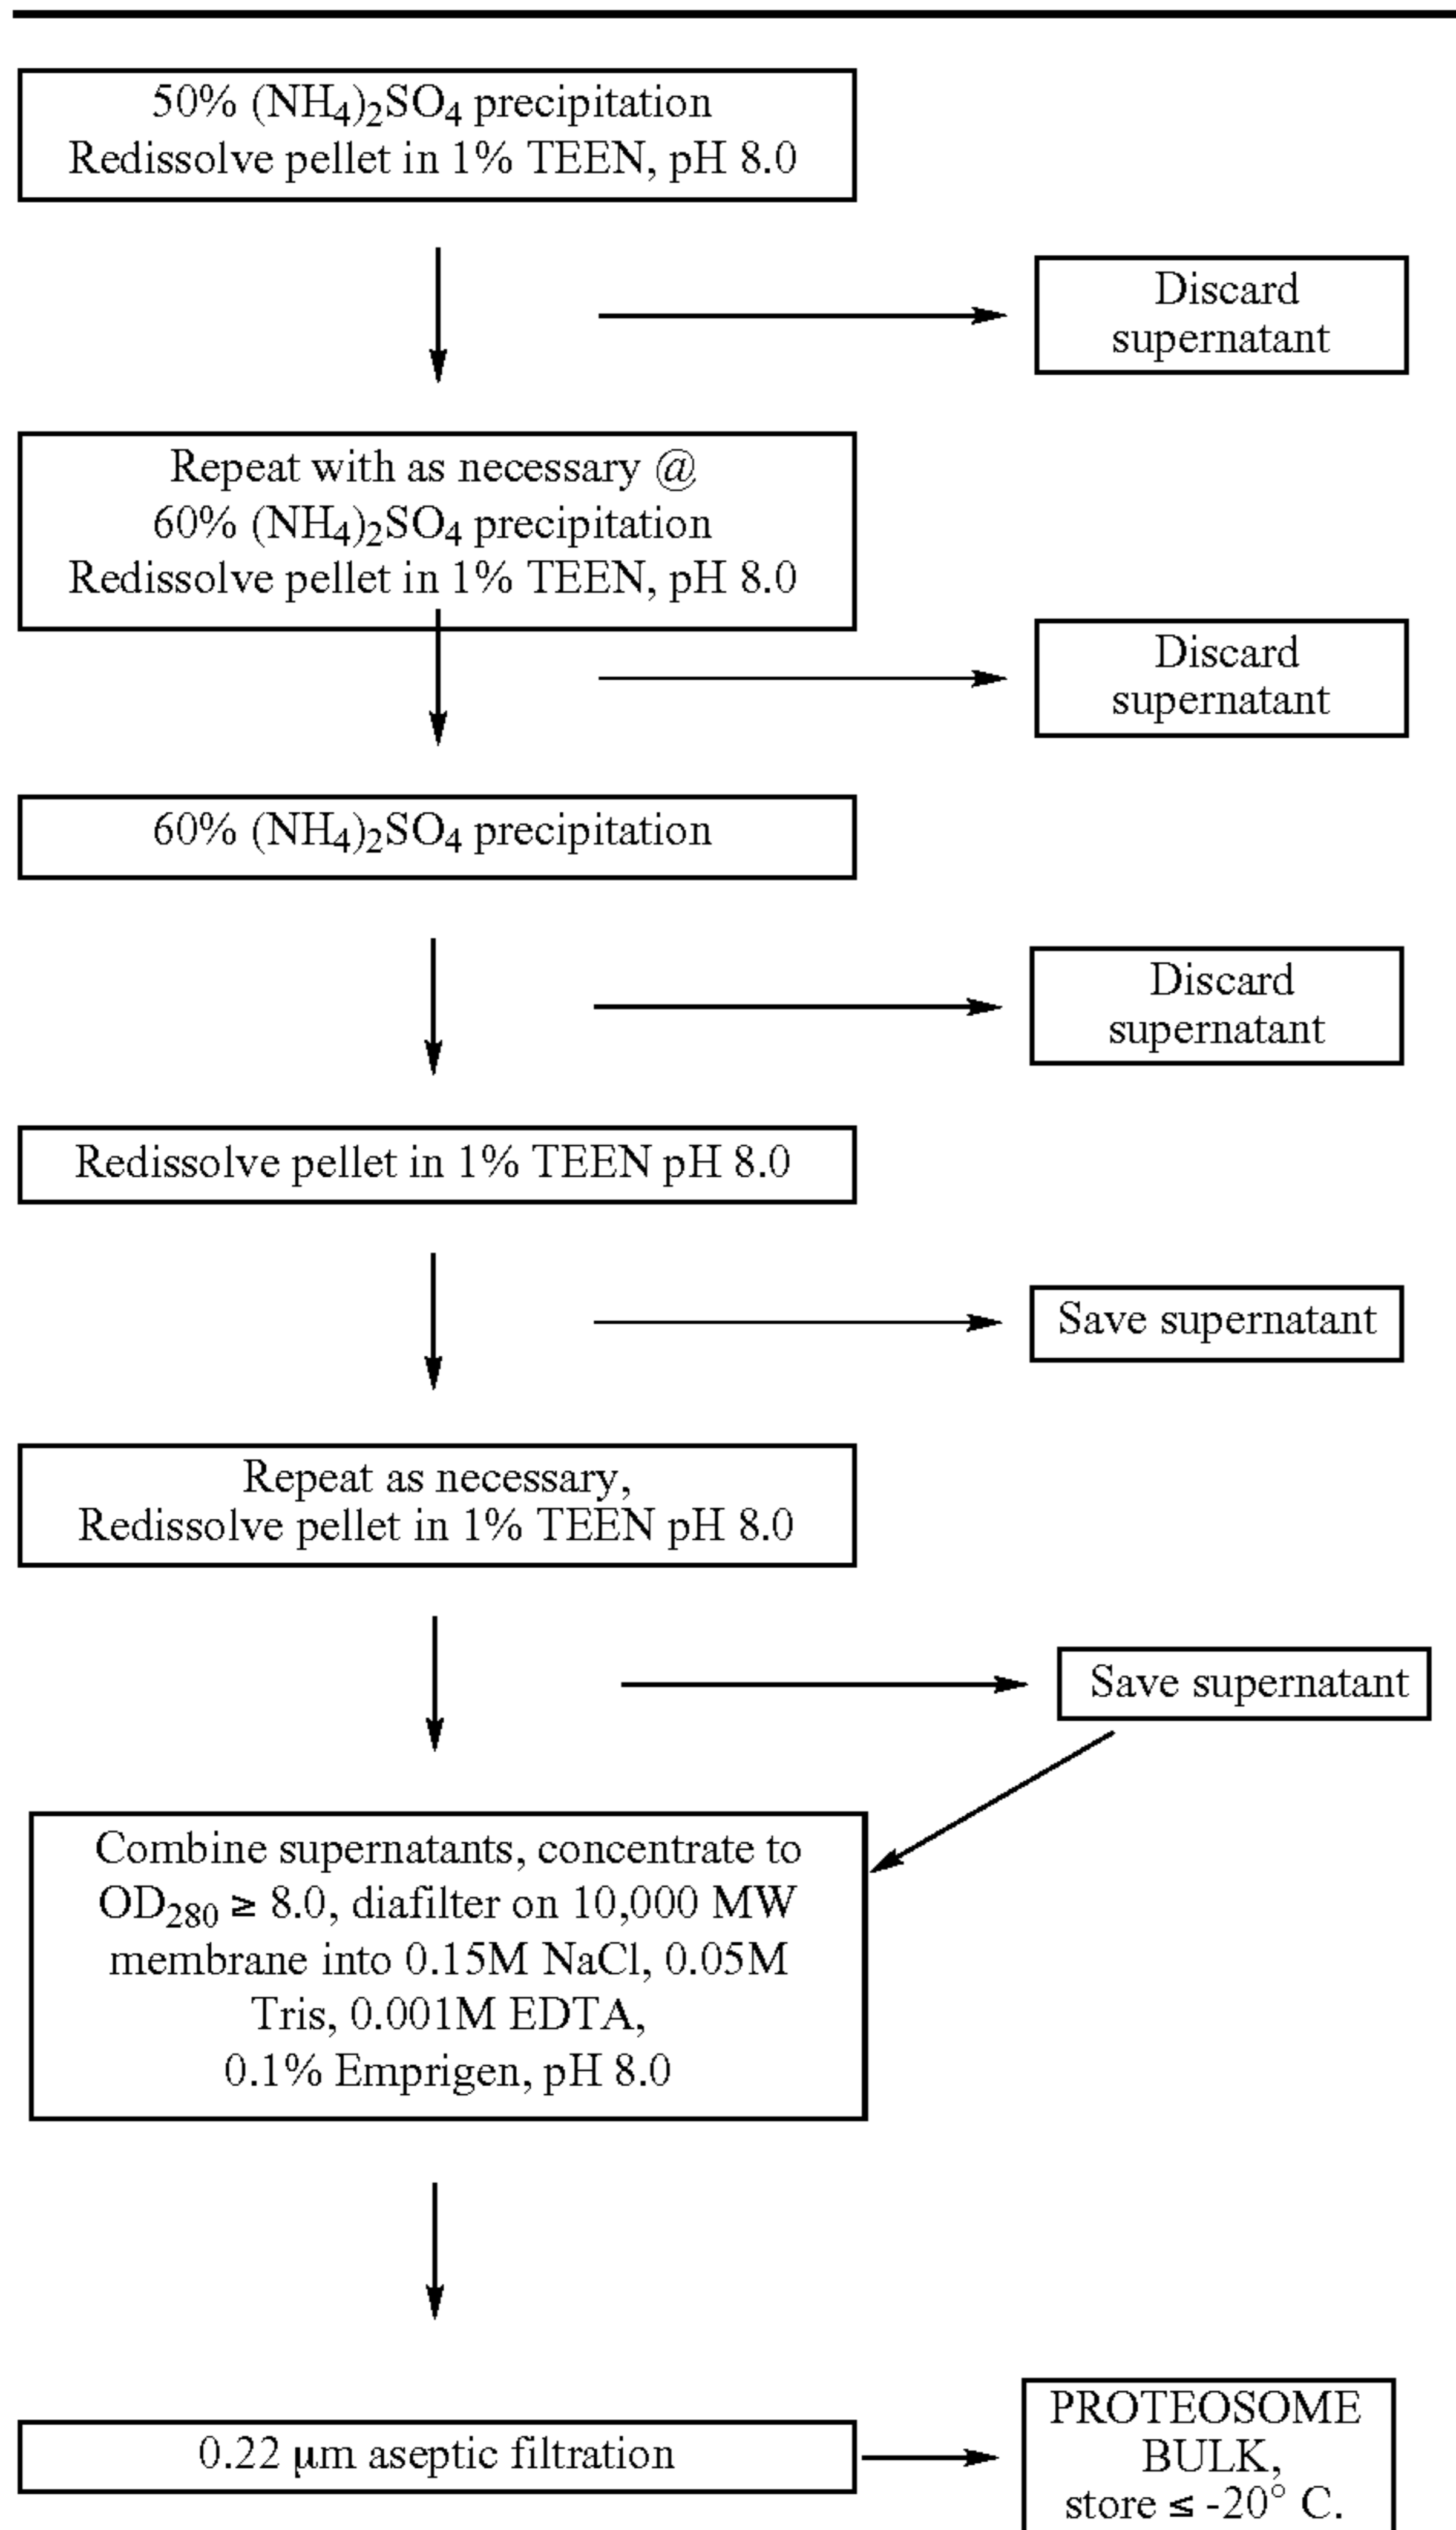 50% (NH4)2SO4 precipitation
Redissolve pellet in 1% TEEN, pH 8.0
Discard
supernatant
Repeat with as necessary @
60% (NH4)2SO4 precipitation
Redissolve pellet in 1% TEEN, pH 8.0
Discard
supernatant
60% (NH4)2SO4 precipitation
Discard
supernatant
Redissolve pellet in 1% TEEN pH 8.0
Save supernatant
Repeat as necessary,
Redissolve pellet in 1% TEEN pH 8.0
Save supernatant
Combine supernatants, concentrate to
OD280 ≥ 8.0, diafilter on 10,000 MW
membrane into 0.15M NaCl, 0.05M
Tris, 0.001M EDTA,
0.1% Emprigen, pH 8.0
0.22 μm aseptic filtration
PROTEOSOME
BULK,
store ≤ -20° C.